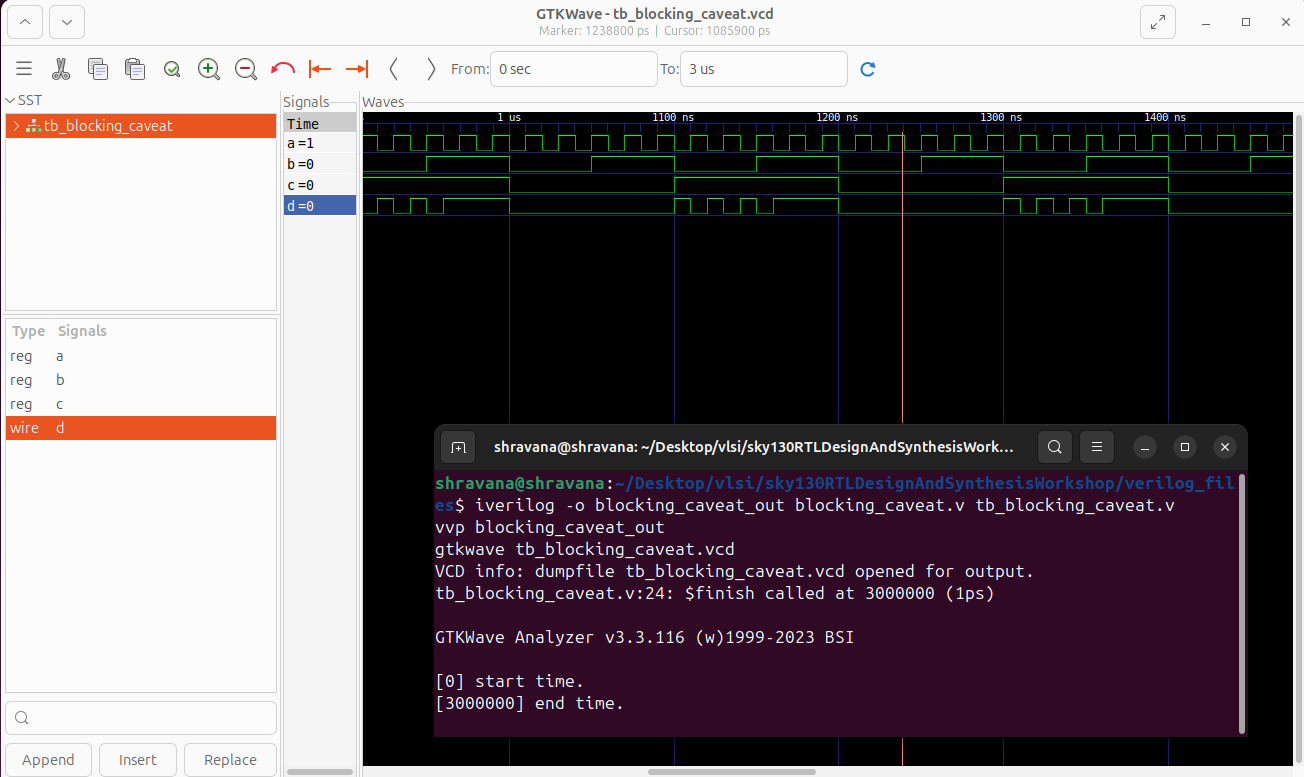 GTKWave - tb_blocking_caveat.vcd
Marker: 1238800 ps | Cursor: 1085900 ps
From: 0 sec To: 3 us
SST
tb_blocking_caveat
Type Signals
reg a
reg b
reg c
wire d
Append Insert Replace
Signals
Time
a =1
b =0
c =0
d =0
Waves
1 us 1100 ns 1200 ns 1300 ns 1400 ns
shravana@shravana: ~/Desktop/vlsi/sky130RTLDesignAndSynthesisWork...
shravana@shravana:~/Desktop/vlsi/sky130RTLDesignAndSynthesisWorkshop/verilog_fil
es$ iverilog -o blocking_caveat_out blocking_caveat.v tb_blocking_caveat.v
vvp blocking_caveat_out
gtkwave tb_blocking_caveat.vcd
VCD info: dumpfile tb_blocking_caveat.vcd opened for output.
tb_blocking_caveat.v:24: $finish called at 3000000 (1ps)
GTKWave Analyzer v3.3.116 (w)1999-2023 BSI
[0] start time.
[3000000] end time.